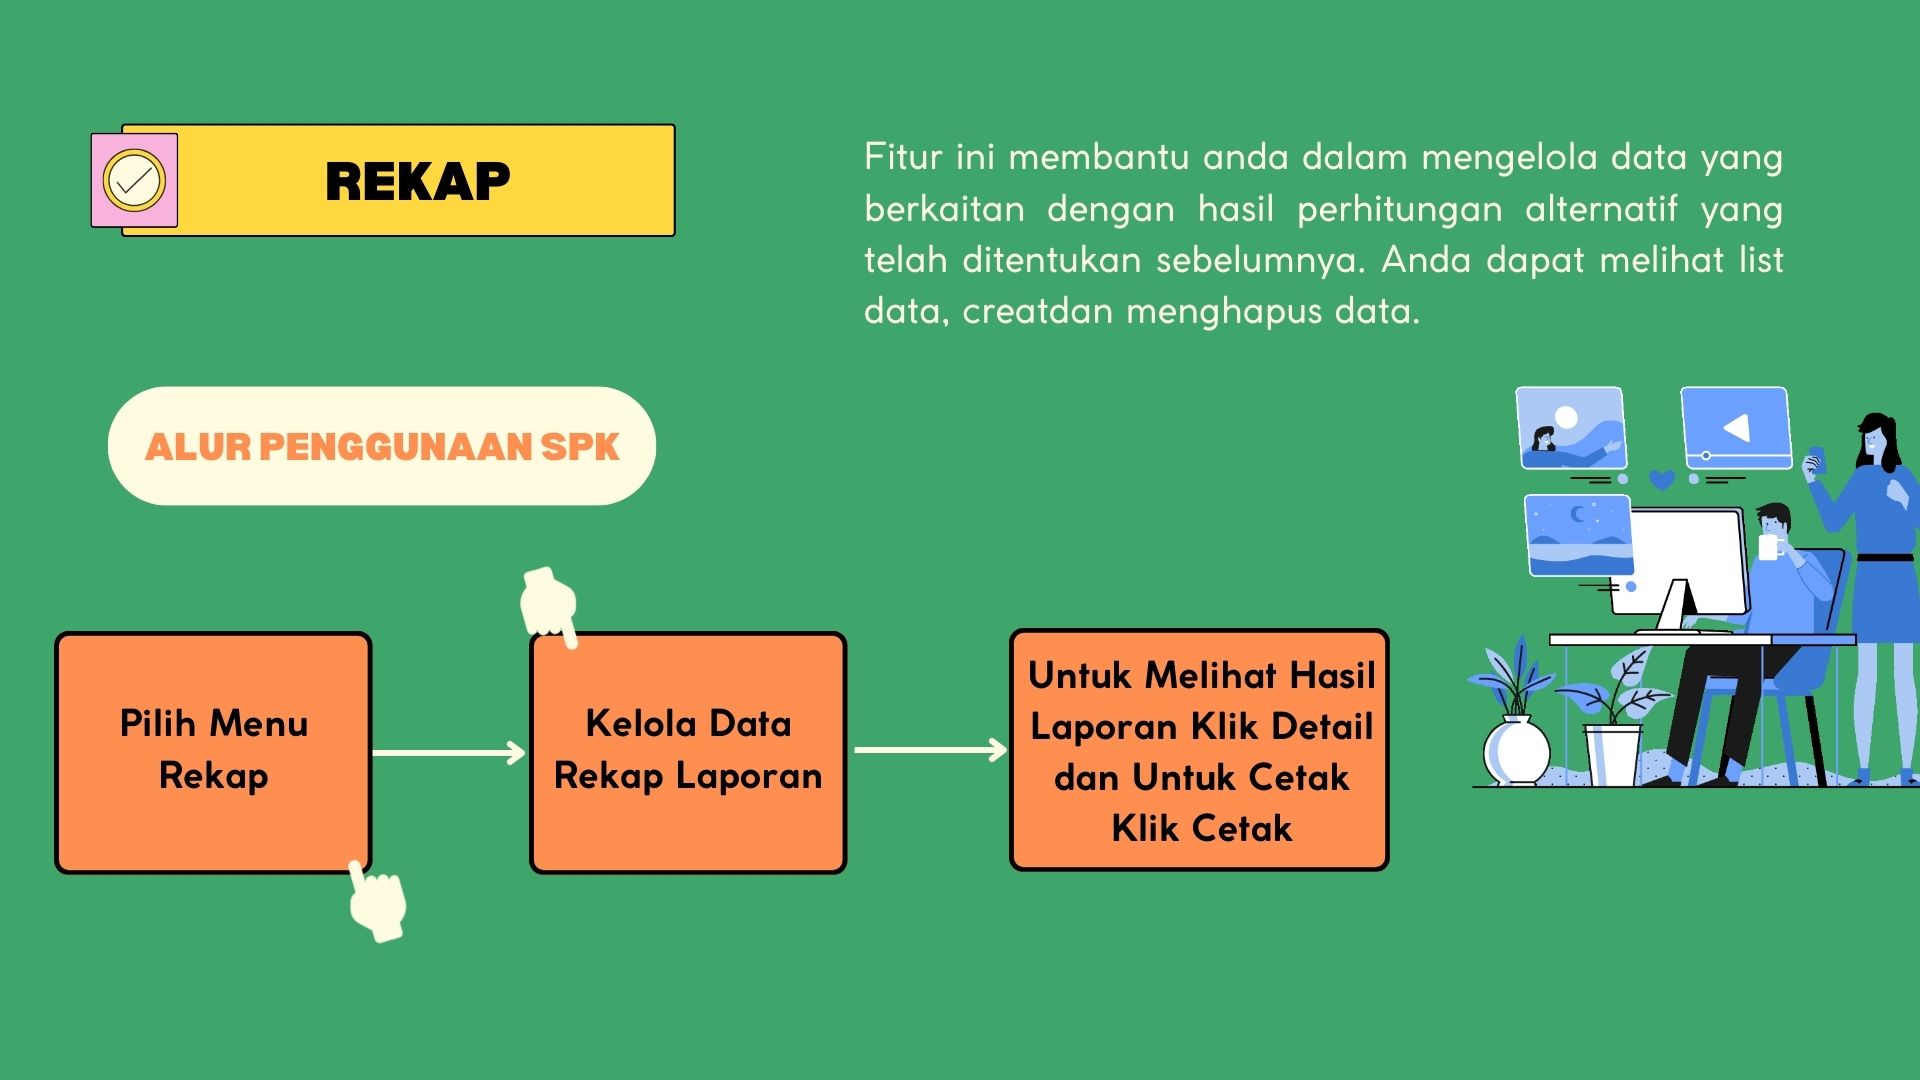 REKAP
Fitur ini membantu anda dalam mengelola data yang
berkaitan dengan hasil perhitungan alternatif yang
telah ditentukan sebelumnya. Anda dapat melihat list
data, creatdan menghapus data.
ALUR PENGGUNAAN SPK
Pilih Menu
Rekap
Kelola Data
Rekap Laporan
Untuk Melihat Hasil
Laporan Klik Detail
dan Untuk Cetak
Klik Cetak